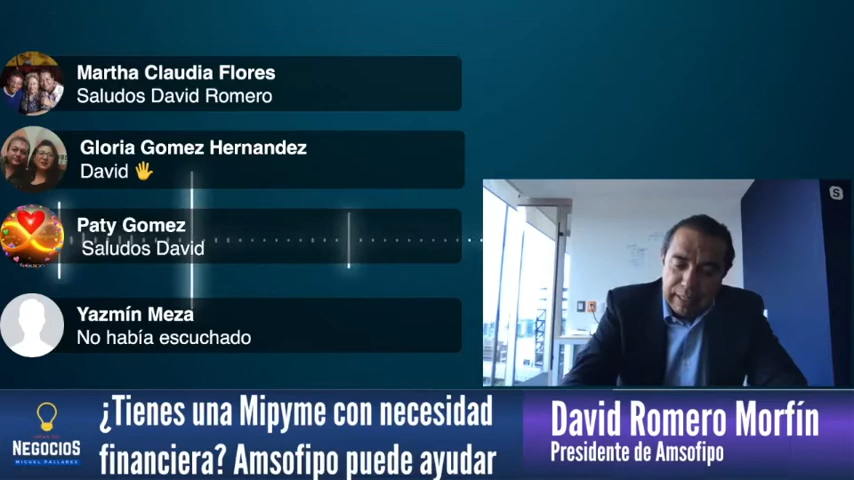 Martha Claudia Flores
Saludos David Romero
Gloria Gomez Hernandez
David 🖐
Paty Gomez
Saludos David
Yazmín Meza
No había escuchado
¿Tienes una Mipyme con necesidad
financiera? Amsofipo puede ayudar
David Romero Morfín
Presidente de Amsofipo
NEGOCIOS
MIGUEL PALLARES